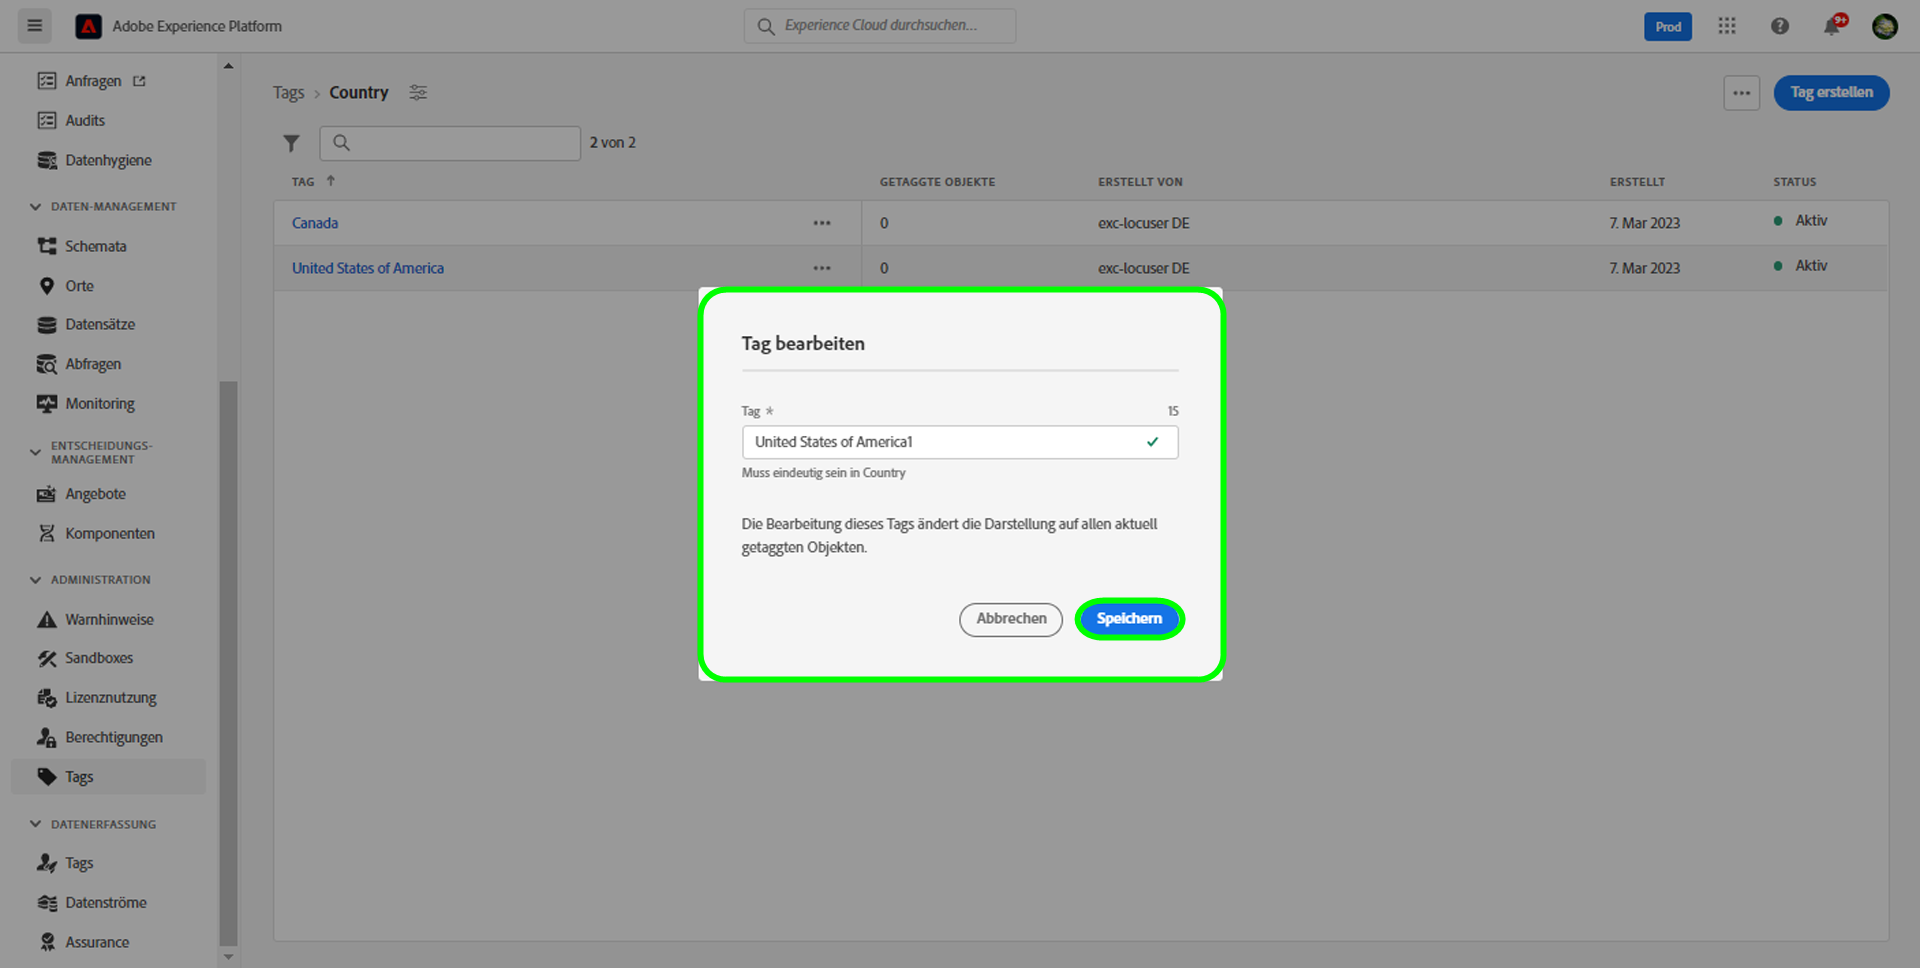 Adobe Experience Platform
Experience Cloud durchsuchen...
Prod
9+
Anfragen
Audits
Datenhygiene
DATEN-MANAGEMENT
Schemata
Orte
Datensätze
Abfragen
Monitoring
ENTSCHEIDUNGS-
MANAGEMENT
Angebote
Komponenten
ADMINISTRATION
Warnhinweise
Sandboxes
Lizenznutzung
Berechtigungen
Tags
DATENERFASSUNG
Tags
Datenströme
Assurance
Tags > Country
Tag erstellen
2 von 2
TAG GETAGGTE OBJEKTE ERSTELLT VON ERSTELLT STATUS
Canada 0 exc-locuser DE 7. Mar 2023 Aktiv
United States of America 0 exc-locuser DE 7. Mar 2023 Aktiv
Tag bearbeiten
Tag * 15
United States of America1
Muss eindeutig sein in Country
Die Bearbeitung dieses Tags ändert die Darstellung auf allen aktuell
getaggten Objekten.
Abbrechen Speichern